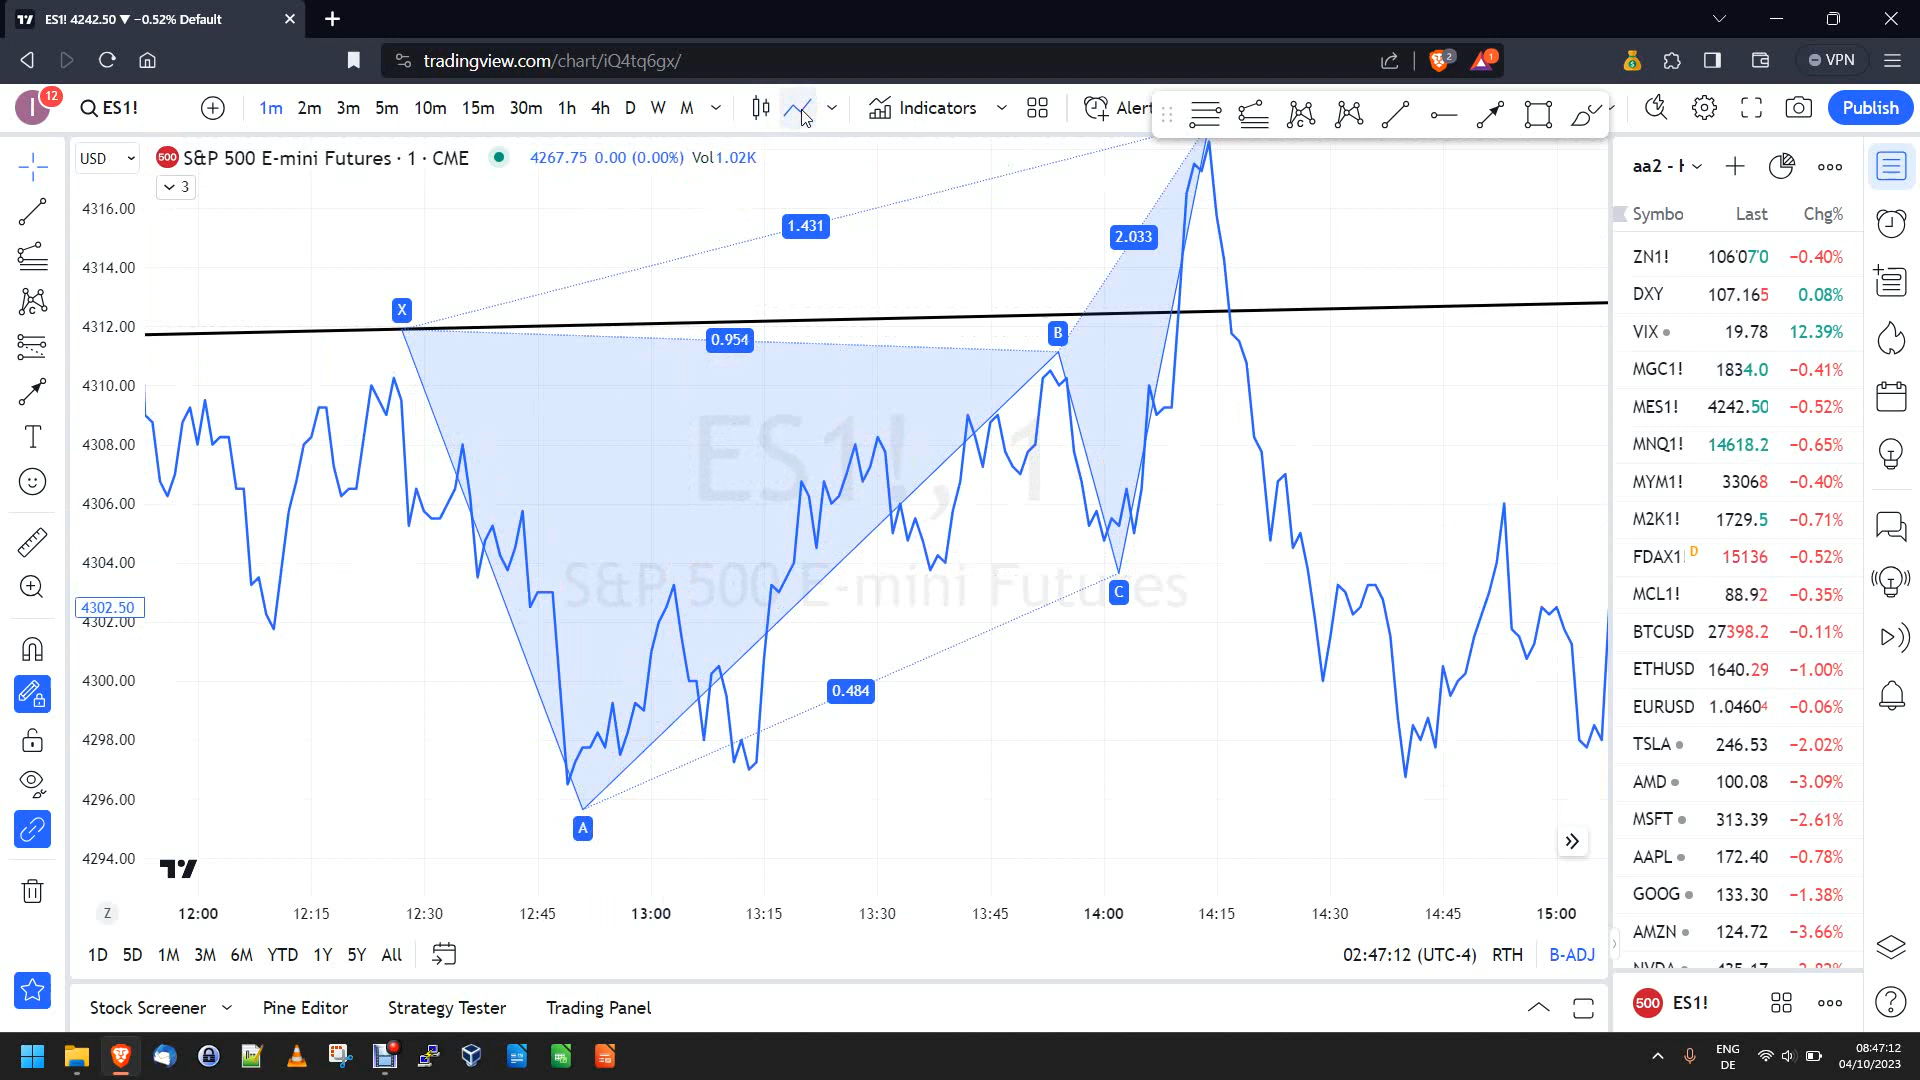 ES1! 4242.50 ▼ −0.52% Default
tradingview.com/chart/iQ4tq6gx/
2
1
VPN
I
12
ES1!
1m 2m 3m 5m 10m 15m 30m 1h 4h D W M
Indicators
Alert
Publish
USD
500 S&P 500 E-mini Futures · 1 · CME
4267.75 0.00 (0.00%) Vol 1.02K
3
4316.00
4314.00
4312.00
4310.00
4308.00
4306.00
4304.00
4302.50
4302.00
4300.00
4298.00
4296.00
4294.00
1.431
2.033
X
B
0.954
ES1!, 1
S&P 500 E-mini Futures
C
0.484
A
Z
12:00 12:15 12:30 12:45 13:00 13:15 13:30 13:45 14:00 14:15 14:30 14:45 15:00
1D 5D 1M 3M 6M YTD 1Y 5Y All
02:47:12 (UTC-4) RTH B-ADJ
Stock Screener Pine Editor Strategy Tester Trading Panel
aa2 -
Symbo Last Chg%
ZN1! 106'07'0 −0.40%
DXY 107.165 0.08%
VIX 19.78 12.39%
MGC1! 1834.0 −0.41%
MES1! 4242.50 −0.52%
MNQ1! 14618.2 −0.65%
MYM1! 33068 −0.40%
M2K1! 1729.5 −0.71%
FDAX1 D 15136 −0.52%
MCL1! 88.92 −0.35%
BTCUSD 27398.2 −0.11%
ETHUSD 1640.29 −1.00%
EURUSD 1.04604 −0.06%
TSLA 246.53 −2.02%
AMD 100.08 −3.09%
MSFT 313.39 −2.61%
AAPL 172.40 −0.78%
GOOG 133.30 −1.38%
AMZN 124.72 −3.66%
500 ES1!
ENG
DE
08:47:12
04/10/2023